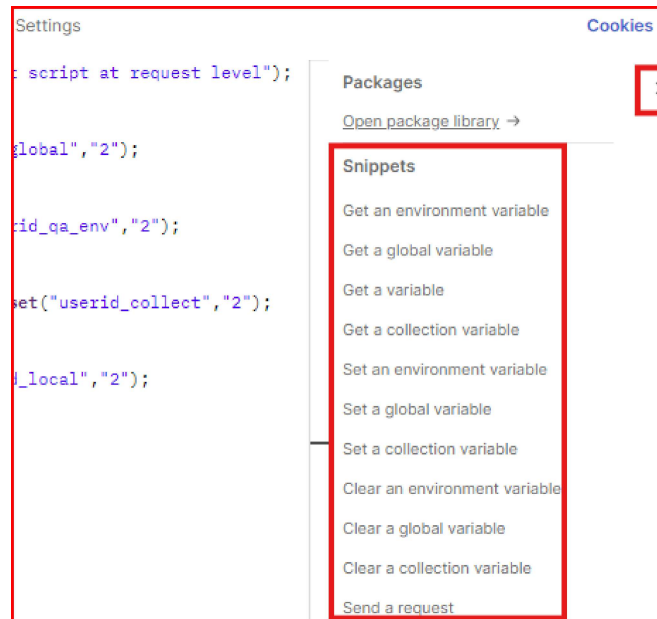 Settings
Cookies
t script at request level");
global","2");
rid_qa_env","2");
set("userid_collect","2");
d_local","2");
Packages
Open package library →
Snippets
Get an environment variable
Get a global variable
Get a variable
Get a collection variable
Set an environment variable
Set a global variable
Set a collection variable
Clear an environment variable
Clear a global variable
Clear a collection variable
Send a request